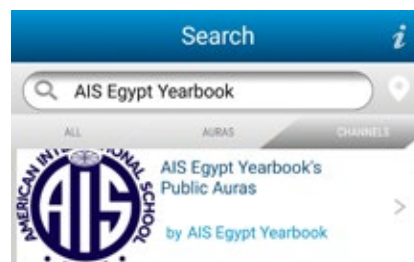 Search
i
AIS Egypt Yearbook
ALL AURAS CHANNELS
AMERICAN INTERNATIONAL SCHOOL
AIS
AIS Egypt Yearbook's
Public Auras
by AIS Egypt Yearbook